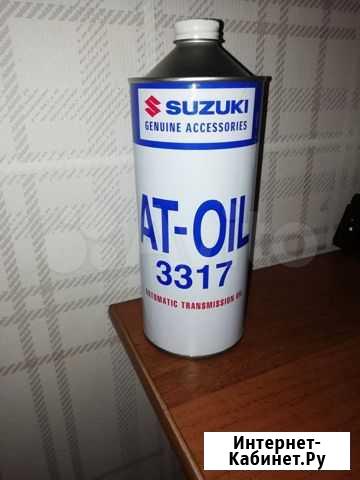 SUZUKI
GENUINE ACCESSORIES
AT-OIL
3317
AUTOMATIC TRANSMISSION OIL
Интернет-
Кабинет.Ру